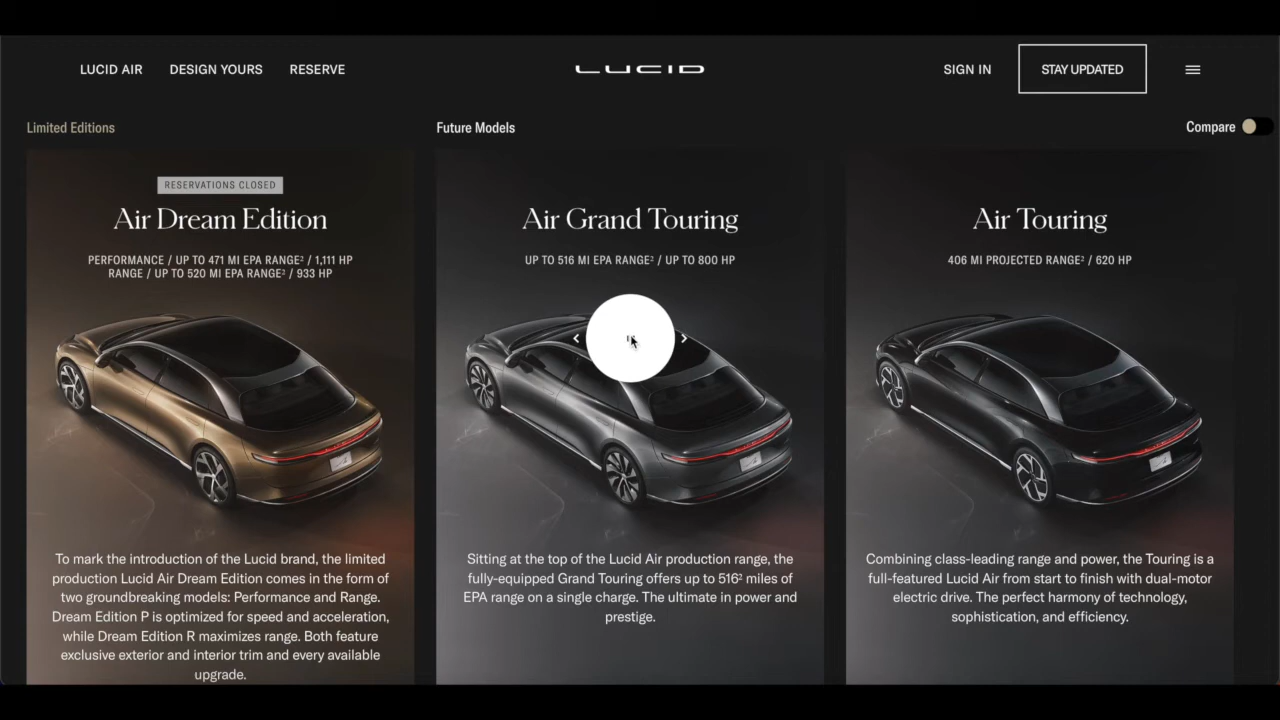 LUCID AIR
DESIGN YOURS
RESERVE
LUCID
SIGN IN
STAY UPDATED
Limited Editions
Future Models
Compare
RESERVATIONS CLOSED
Air Dream Edition
PERFORMANCE / UP TO 471 MI EPA RANGE² / 1,111 HP
RANGE / UP TO 520 MI EPA RANGE² / 933 HP
To mark the introduction of the Lucid brand, the limited
production Lucid Air Dream Edition comes in the form of
two groundbreaking models: Performance and Range.
Dream Edition P is optimized for speed and acceleration,
while Dream Edition R maximizes range. Both feature
exclusive exterior and interior trim and every available
upgrade.
Air Grand Touring
UP TO 516 MI EPA RANGE² / UP TO 800 HP
Sitting at the top of the Lucid Air production range, the
fully-equipped Grand Touring offers up to 516² miles of
EPA range on a single charge. The ultimate in power and
prestige.
Air Touring
406 MI PROJECTED RANGE² / 620 HP
Combining class-leading range and power, the Touring is a
full-featured Lucid Air from start to finish with dual-motor
electric drive. The perfect harmony of technology,
sophistication, and efficiency.